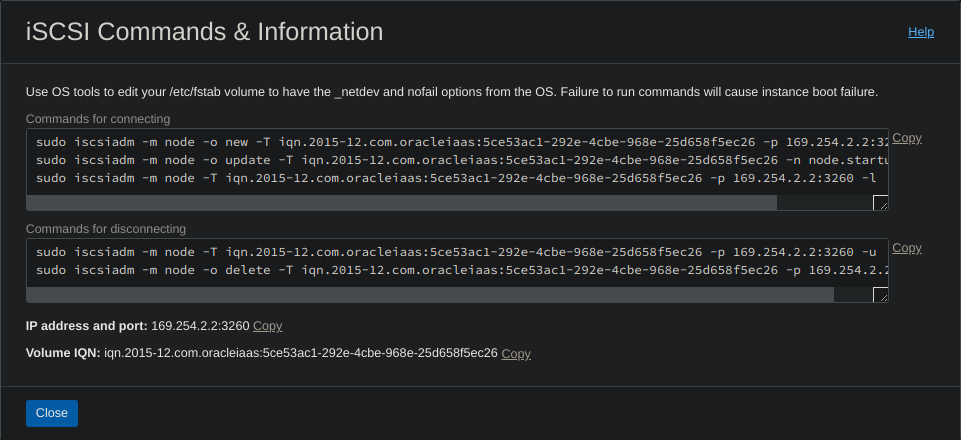 iSCSI Commands & Information
Help
Use OS tools to edit your /etc/fstab volume to have the _netdev and nofail options from the OS. Failure to run commands will cause instance boot failure.
Commands for connecting
sudo iscsiadm -m node -o new -T iqn.2015-12.com.oracleiaas:5ce53ac1-292e-4cbe-968e-25d658f5ec26 -p 169.254.2.2:32
Copy
sudo iscsiadm -m node -o update -T iqn.2015-12.com.oracleiaas:5ce53ac1-292e-4cbe-968e-25d658f5ec26 -n node.startu
sudo iscsiadm -m node -T iqn.2015-12.com.oracleiaas:5ce53ac1-292e-4cbe-968e-25d658f5ec26 -p 169.254.2.2:3260 -l
Commands for disconnecting
sudo iscsiadm -m node -T iqn.2015-12.com.oracleiaas:5ce53ac1-292e-4cbe-968e-25d658f5ec26 -p 169.254.2.2:3260 -u
Copy
sudo iscsiadm -m node -o delete -T iqn.2015-12.com.oracleiaas:5ce53ac1-292e-4cbe-968e-25d658f5ec26 -p 169.254.2.2
IP address and port: 169.254.2.2:3260 Copy
Volume IQN: iqn.2015-12.com.oracleiaas:5ce53ac1-292e-4cbe-968e-25d658f5ec26 Copy
Close